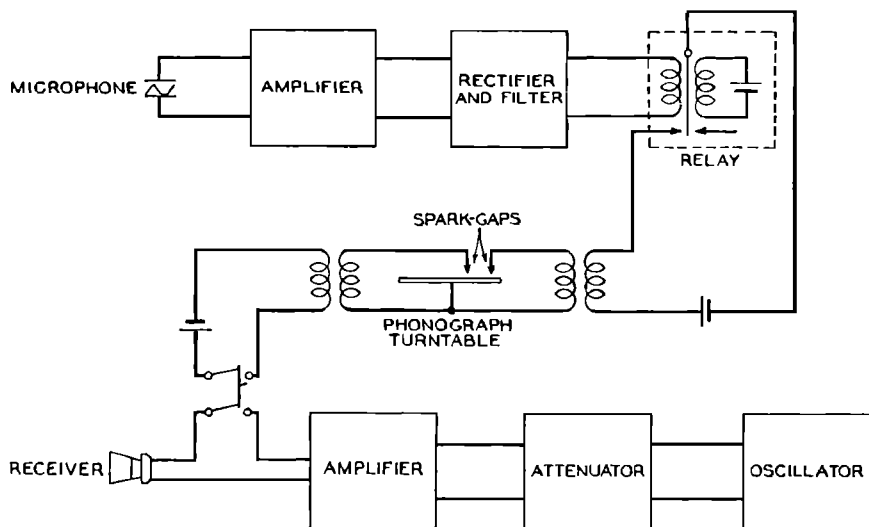 MICROPHONE
AMPLIFIER
RECTIFIER
AND FILTER
RELAY
SPARK-GAPS
PHONOGRAPH
TURNTABLE
RECEIVER
AMPLIFIER
ATTENUATOR
OSCILLATOR